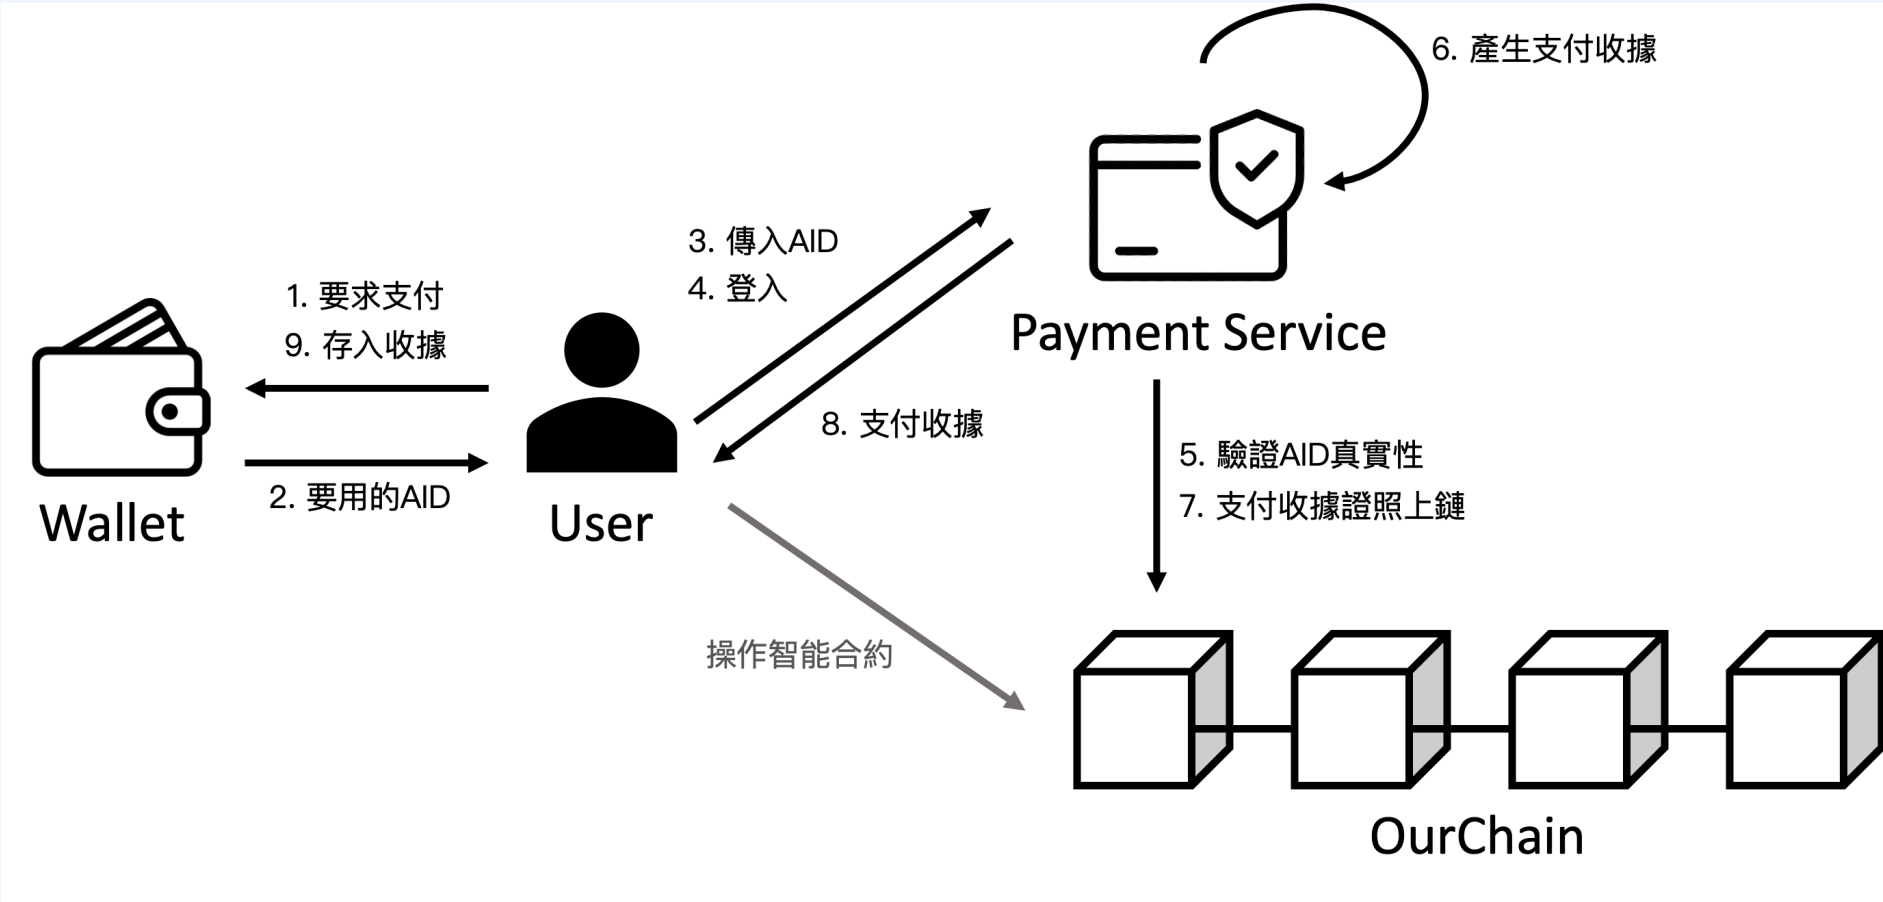 6. 產生支付收據
3. 傳入AID
4. 登入
1. 要求支付
9. 存入收據
Payment Service
8. 支付收據
5. 驗證AID真實性
7. 支付收據證照上鏈
2. 要用的AID
Wallet
User
操作智能合約
OurChain